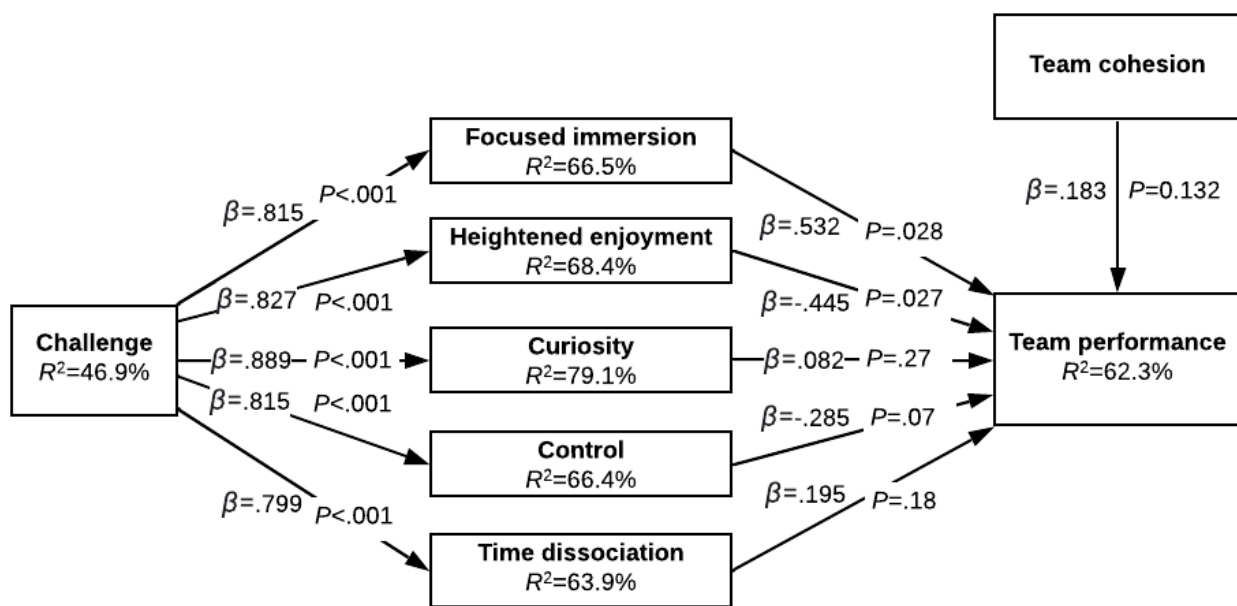 Team cohesion
Focused immersion
R²=66.5%
P<.001
β=.815
β=.183
P=0.132
β=.532
P=.028
Heightened enjoyment
R²=68.4%
β=.827
P<.001
β=-.445
P=.027
Challenge
R²=46.9%
Curiosity
R²=79.1%
Team performance
R²=62.3%
β=.889
P<.001
β=.082
P=.27
β=.815
P<.001
β=-.285
P=.07
Control
R²=66.4%
β=.799
P<.001
β=.195
P=.18
Time dissociation
R²=63.9%